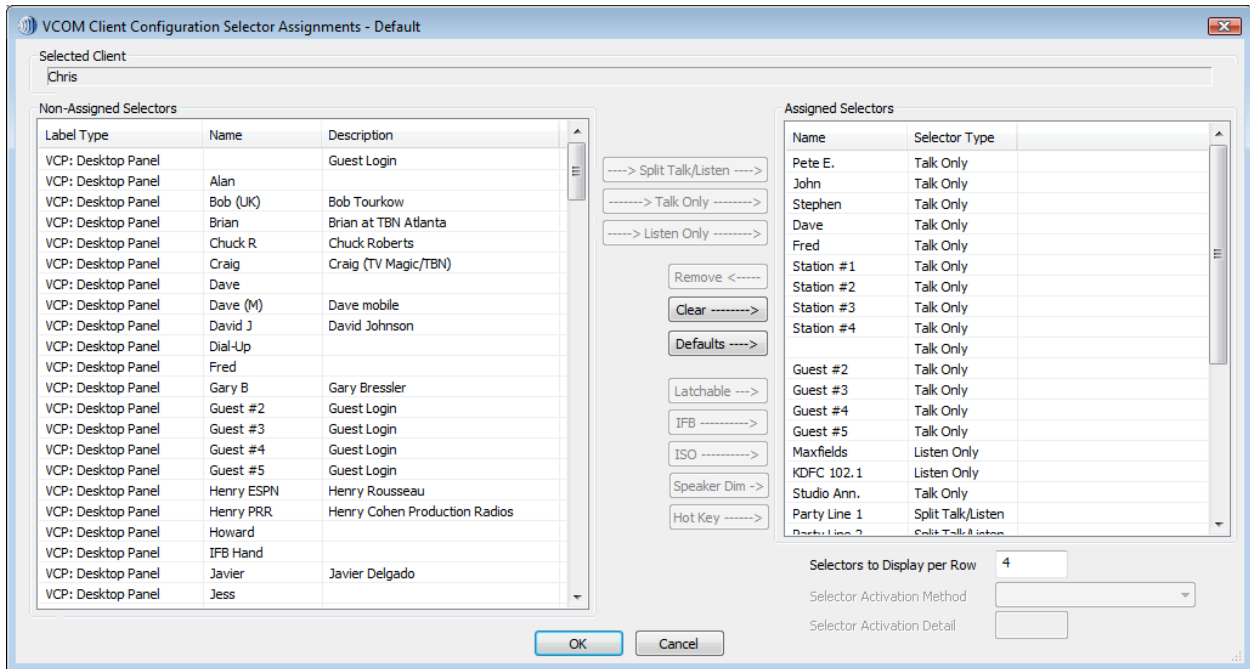 VCOM Client Configuration Selector Assignments - Default
Selected Client
Chris
Non-Assigned Selectors
Label Type Name Description
VCP: Desktop Panel Guest Login
VCP: Desktop Panel Alan
VCP: Desktop Panel Bob (UK) Bob Tourkow
VCP: Desktop Panel Brian Brian at TBN Atlanta
VCP: Desktop Panel Chuck R Chuck Roberts
VCP: Desktop Panel Craig Craig (TV Magic/TBN)
VCP: Desktop Panel Dave
VCP: Desktop Panel Dave (M) Dave mobile
VCP: Desktop Panel David J David Johnson
VCP: Desktop Panel Dial-Up
VCP: Desktop Panel Fred
VCP: Desktop Panel Gary B Gary Bressler
VCP: Desktop Panel Guest #2 Guest Login
VCP: Desktop Panel Guest #3 Guest Login
VCP: Desktop Panel Guest #4 Guest Login
VCP: Desktop Panel Guest #5 Guest Login
VCP: Desktop Panel Henry ESPN Henry Rousseau
VCP: Desktop Panel Henry PRR Henry Cohen Production Radios
VCP: Desktop Panel Howard
VCP: Desktop Panel IFB Hand
VCP: Desktop Panel Javier Javier Delgado
VCP: Desktop Panel Jess
----> Split Talk/Listen ---->
-------> Talk Only -------->
-----> Listen Only -------->
Remove <-----
Clear -------->
Defaults ---->
Latchable --->
IFB ---------->
ISO ---------->
Speaker Dim ->
Hot Key ------>
Assigned Selectors
Name Selector Type
Pete E. Talk Only
John Talk Only
Stephen Talk Only
Dave Talk Only
Fred Talk Only
Station #1 Talk Only
Station #2 Talk Only
Station #3 Talk Only
Station #4 Talk Only
Talk Only
Guest #2 Talk Only
Guest #3 Talk Only
Guest #4 Talk Only
Guest #5 Talk Only
Maxfields Listen Only
KDFC 102.1 Listen Only
Studio Ann. Talk Only
Party Line 1 Split Talk/Listen
Party Line 2 Split Talk/Listen
Selectors to Display per Row 4
Selector Activation Method
Selector Activation Detail
OK Cancel